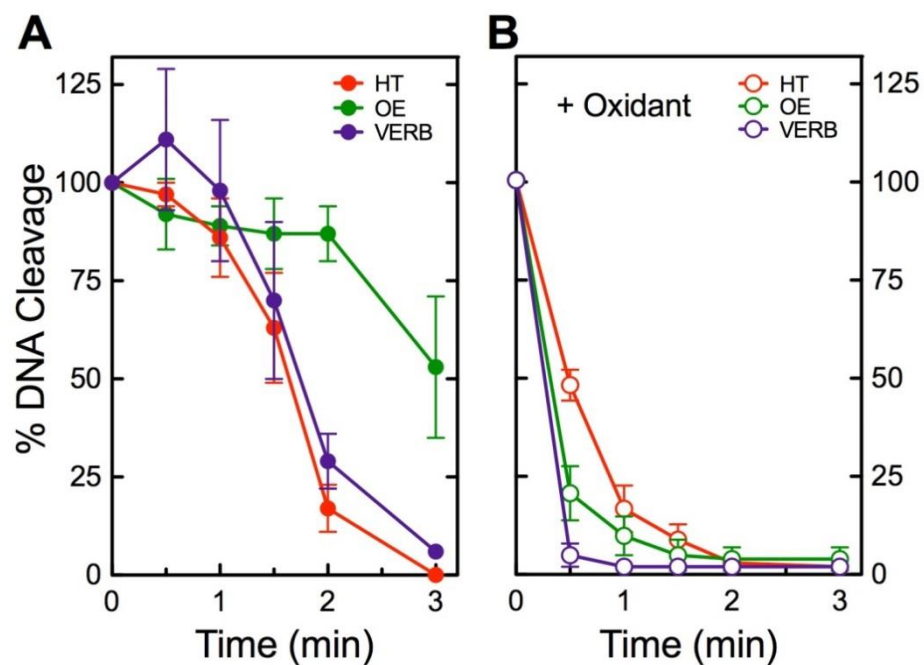 A
B
125
100
75
50
25
0
% DNA Cleavage
HT
OE
VERB
0
1
2
3
Time (min)
+ Oxidant
HT
OE
VERB
125
100
75
50
25
0
0
1
2
3
Time (min)